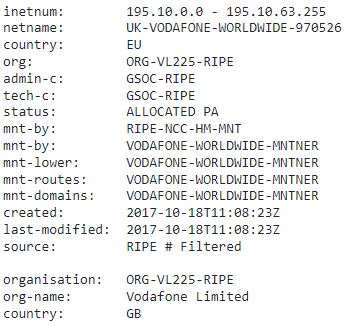 inetnum: 195.10.0.0 - 195.10.63.255
netname: UK-VODAFONE-WORLDWIDE-970526
country: EU
org: ORG-VL225-RIPE
admin-c: GSOC-RIPE
tech-c: GSOC-RIPE
status: ALLOCATED PA
mnt-by: RIPE-NCC-HM-MNT
mnt-by: VODAFONE-WORLDWIDE-MNTNER
mnt-lower: VODAFONE-WORLDWIDE-MNTNER
mnt-routes: VODAFONE-WORLDWIDE-MNTNER
mnt-domains: VODAFONE-WORLDWIDE-MNTNER
created: 2017-10-18T11:08:23Z
last-modified: 2017-10-18T11:08:23Z
source: RIPE # Filtered
organisation: ORG-VL225-RIPE
org-name: Vodafone Limited
country: GB